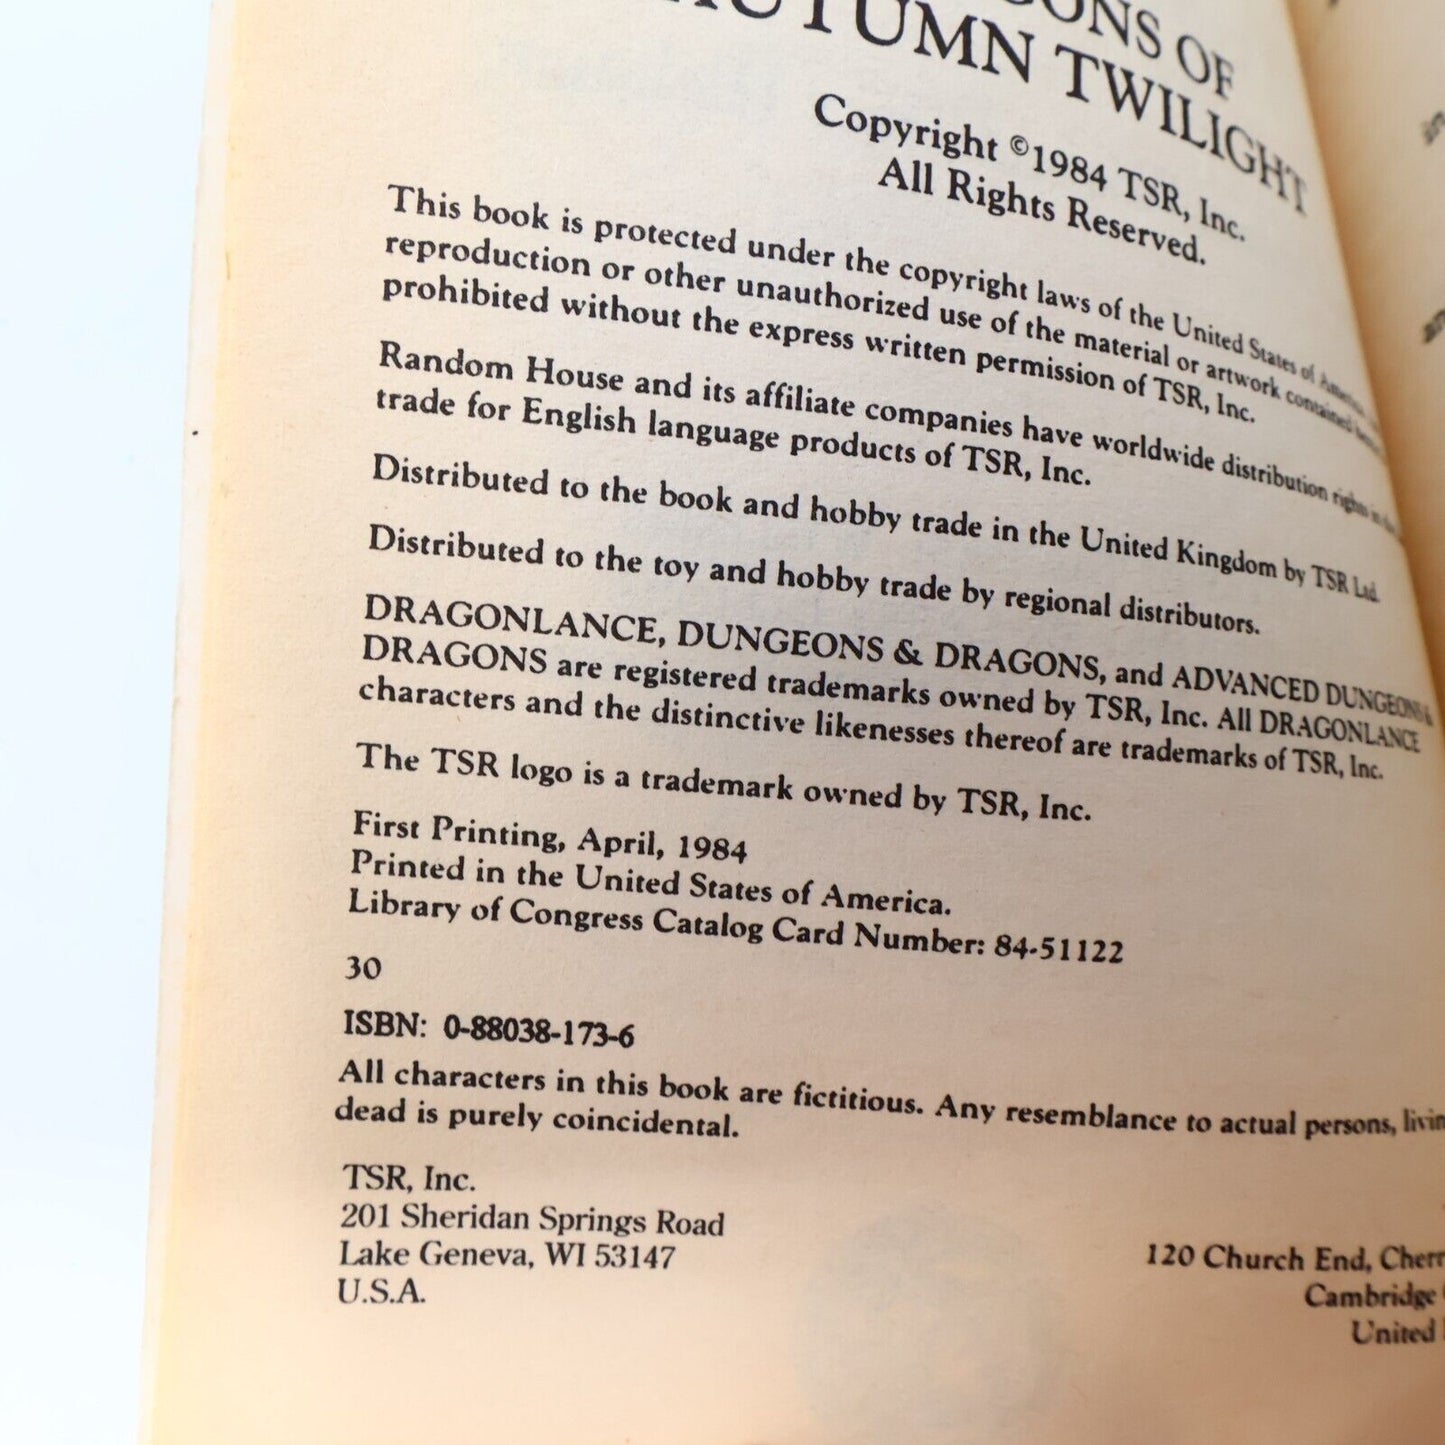 OF
AUTUMN TWILIGHT
Copyright ©1984 TSR, Inc.
All Rights Reserved.
This book is protected under the copyright laws of the United States of
reproduction or other unauthorized use of the material or artwork contained
prohibited without the express written permission of TSR, Inc.
Random House and its affiliate companies have worldwide distribution rights in
trade for English language products of TSR, Inc.
Distributed to the book and hobby trade in the United Kingdom by TSR Ltd.
Distributed to the toy and hobby trade by regional distributors.
DRAGONLANCE, DUNGEONS & DRAGONS, and ADVANCED DUNGEONS &
DRAGONS are registered trademarks owned by TSR, Inc. All DRAGONLANCE
characters and the distinctive likenesses thereof are trademarks of TSR, Inc.
The TSR logo is a trademark owned by TSR, Inc.
First Printing, April, 1984
Printed in the United States of America.
Library of Congress Catalog Card Number: 84-51122
30
ISBN: 0-88038-173-6
All characters in this book are fictitious. Any resemblance to actual persons,
dead is purely coincidental.
TSR, Inc.
201 Sheridan Springs Road
Lake Geneva, WI 53147
U.S.A.
120 Church End,
Cambridge
United